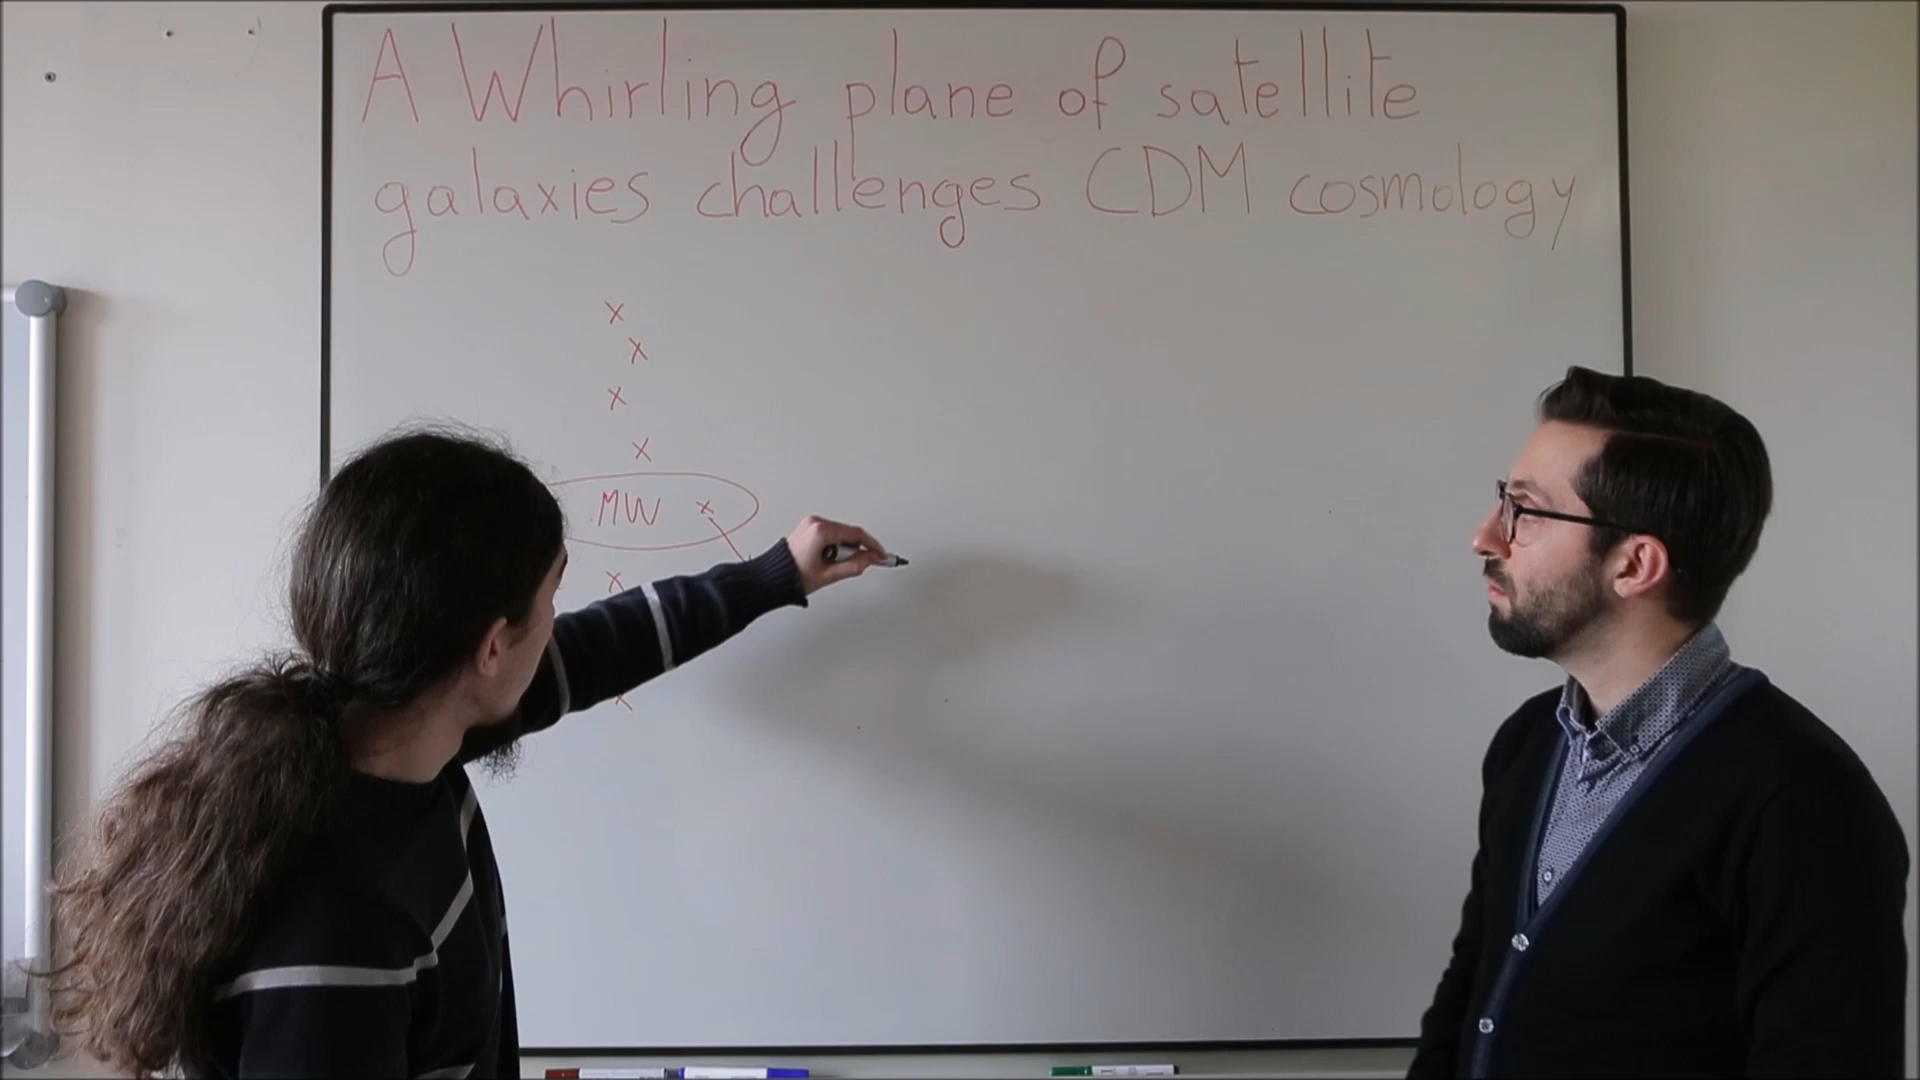 A Whirling plane of satellite
galaxies challenges CDM cosmology
x
x
x
x
MW x
x
x